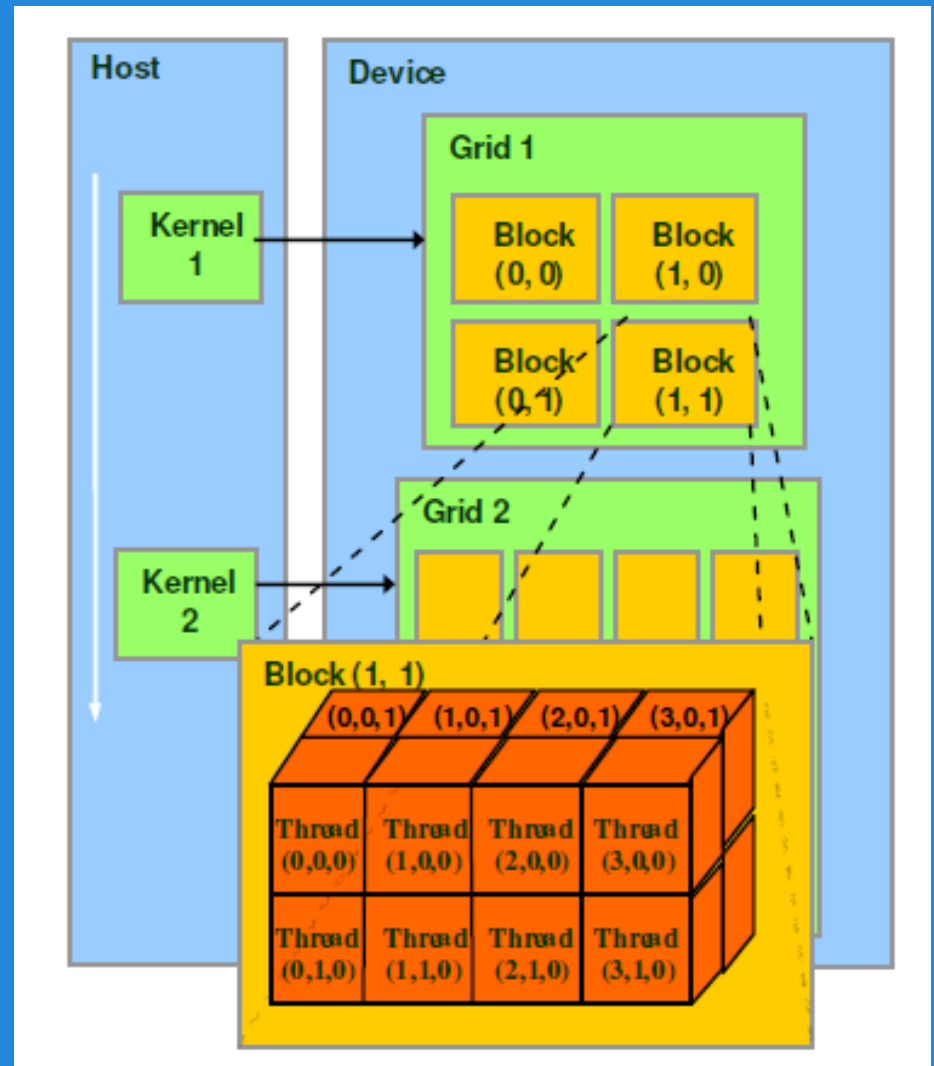 Host
Device
Grid 1
Kernel
1
Block
(0, 0)
Block
(1, 0)
Block
(0, 1)
Block
(1, 1)
Grid 2
Kernel
2
Block (1, 1)
(0,0,1) (1,0,1) (2,0,1) (3,0,1)
Thread
(0,0,0)
Thread
(1,0,0)
Thread
(2,0,0)
Thread
(3,0,0)
Thread
(0,1,0)
Thread
(1,1,0)
Thread
(2,1,0)
Thread
(3,1,0)